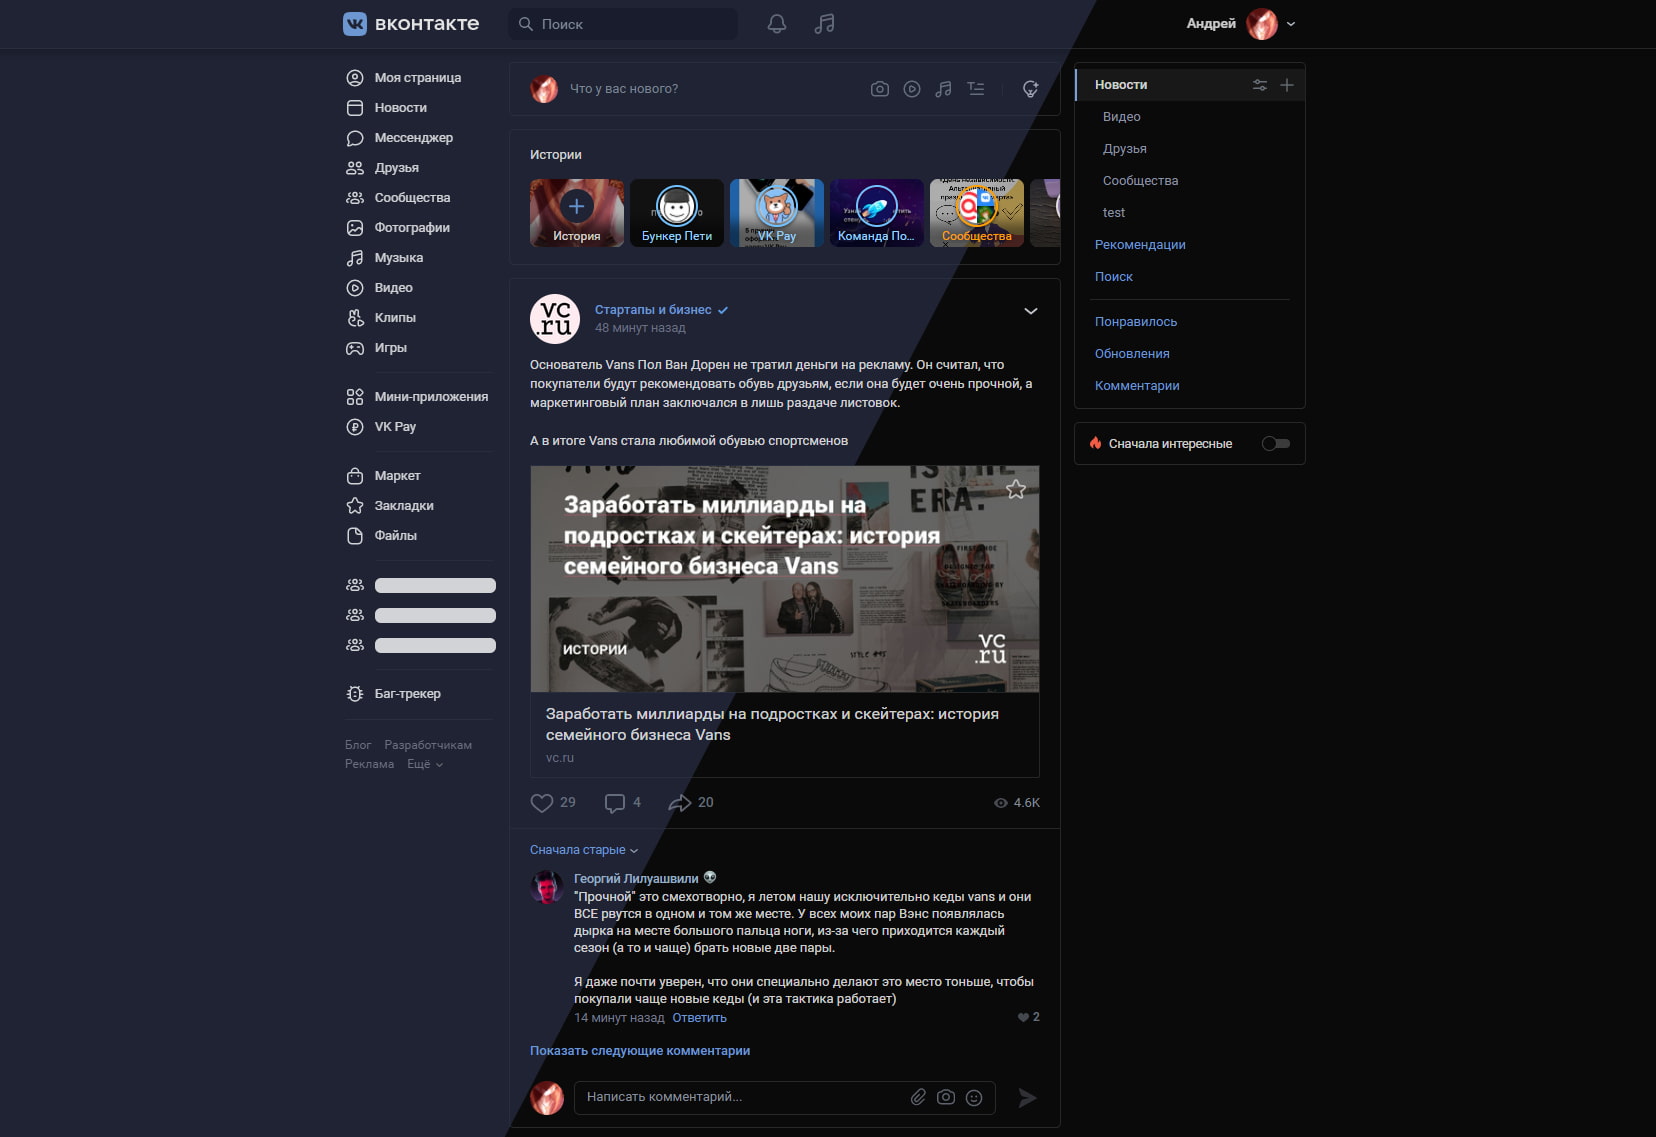 вконтакте
Поиск
Андрей
Моя страница
Новости
Мессенджер
Друзья
Сообщества
Фотографии
Музыка
Видео
Клипы
Игры
Мини-приложения
VK Pay
Маркет
Закладки
Файлы
Баг-трекер
Блог Разработчикам
Реклама Ещё
Что у вас нового?
Истории
История
Бункер Пети
VK Pay
Команда По...
Сообщества
vc.ru
Стартапы и бизнес
48 минут назад
Основатель Vans Пол Ван Дорен не тратил деньги на рекламу. Он считал, что
покупатели будут рекомендовать обувь друзьям, если она будет очень прочной, а
маркетинговый план заключался в лишь раздаче листовок.
А в итоге Vans стала любимой обувью спортсменов
IS THE
ERA.
Заработать миллиарды на
подростках и скейтерах: история
семейного бизнеса Vans
STYLE #95
ИСТОРИИ
vc.ru
Заработать миллиарды на подростках и скейтерах: история
семейного бизнеса Vans
vc.ru
29 4 20 4.6K
Сначала старые
Георгий Лилуашвили
"Прочной" это смехотворно, я летом нашу исключительно кеды vans и они
ВСЕ рвутся в одном и том же месте. У всех моих пар Вэнс появлялась
дырка на месте большого пальца ноги, из-за чего приходится каждый
сезон (а то и чаще) брать новые две пары.
Я даже почти уверен, что они специально делают это место тоньше, чтобы
покупали чаще новые кеды (и эта тактика работает)
14 минут назад Ответить 2
Показать следующие комментарии
Написать комментарий...
Новости
Видео
Друзья
Сообщества
test
Рекомендации
Поиск
Понравилось
Обновления
Комментарии
Сначала интересные